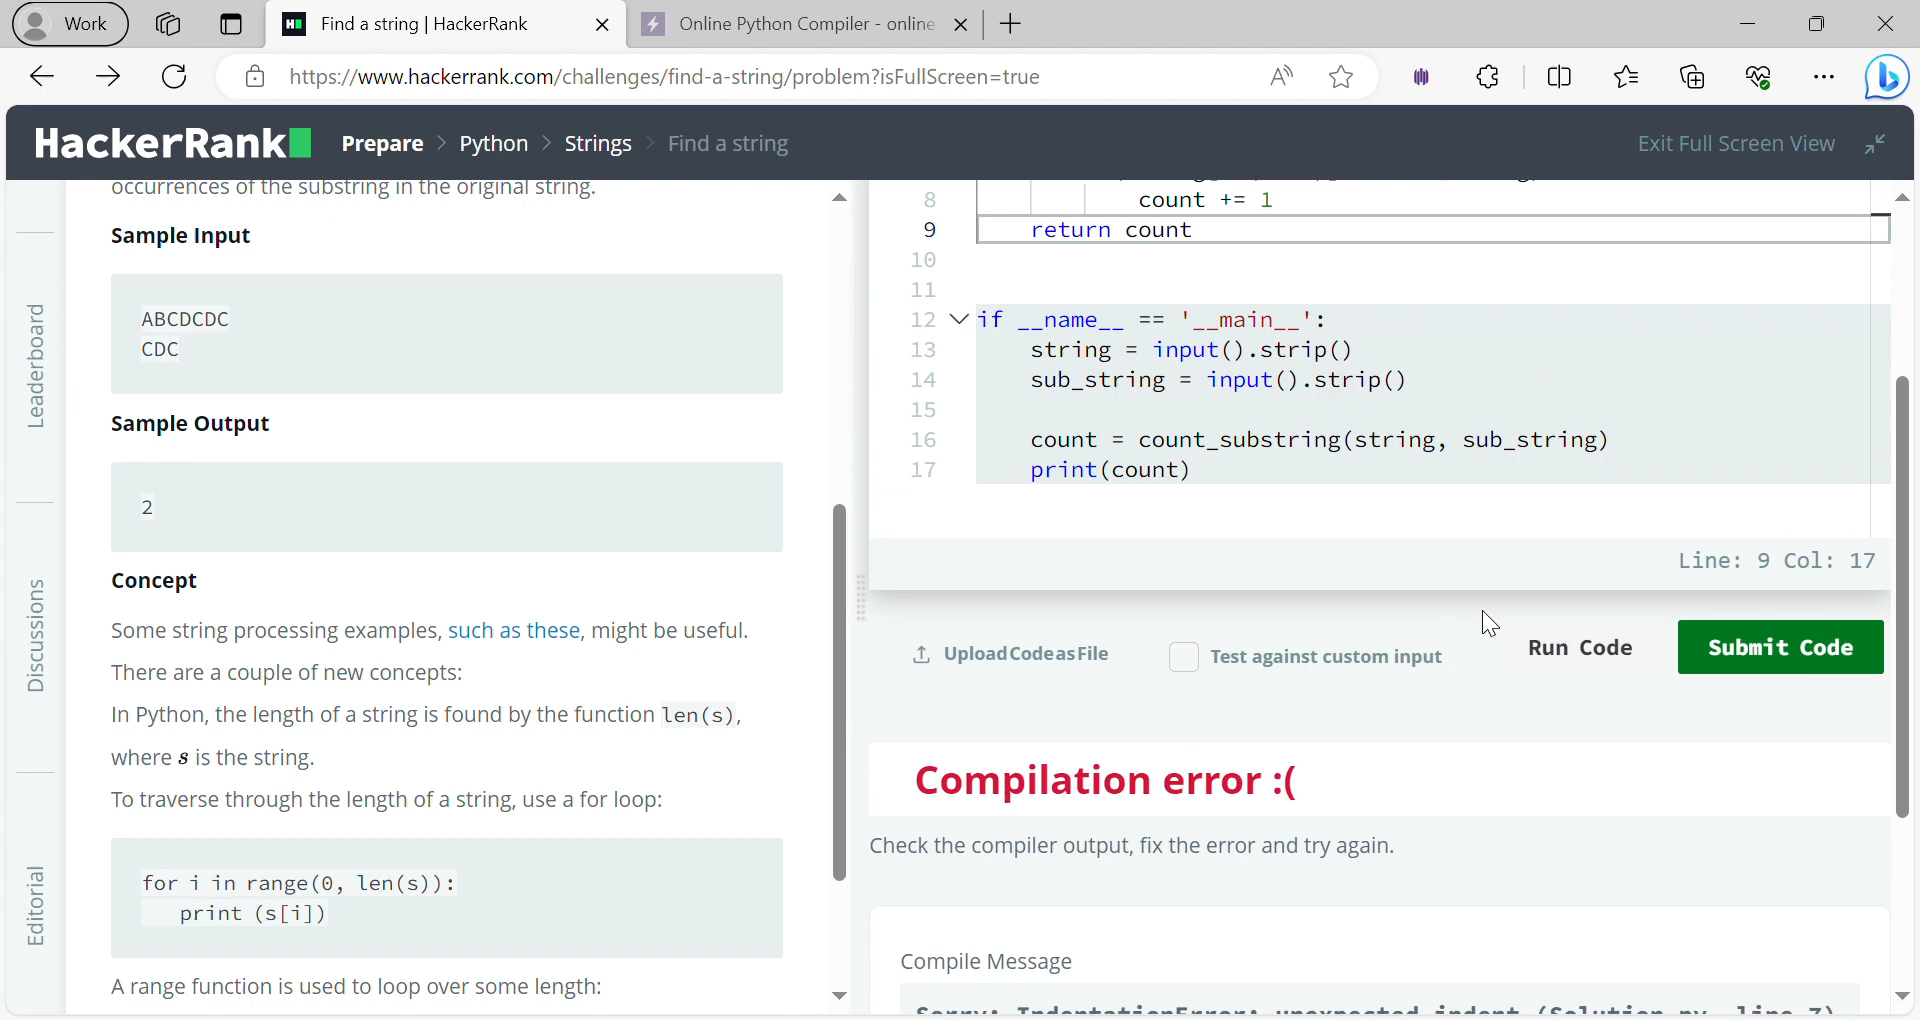 Work
Find a string | HackerRank
Online Python Compiler - online
https://www.hackerrank.com/challenges/find-a-string/problem?isFullScreen=true
HackerRank
Prepare > Python > Strings > Find a string
Exit Full Screen View
Leaderboard
Discussions
Editorial
occurrences of the substring in the original string.
Sample Input
ABCDCDC
CDC
Sample Output
2
Concept
Some string processing examples, such as these, might be useful.
There are a couple of new concepts:
In Python, the length of a string is found by the function len(s),
where s is the string.
To traverse through the length of a string, use a for loop:
for i in range(0, len(s)):
print (s[i])
A range function is used to loop over some length:
8 count += 1
9 return count
10
11
12 if __name__ == '__main__':
13 string = input().strip()
14 sub_string = input().strip()
15
16 count = count_substring(string, sub_string)
17 print(count)
Line: 9 Col: 17
Upload Code as File
Test against custom input
Run Code
Submit Code
Compilation error :(
Check the compiler output, fix the error and try again.
Compile Message
Sorry: IndentationError: unexpected indent (Solution.py, line 7)